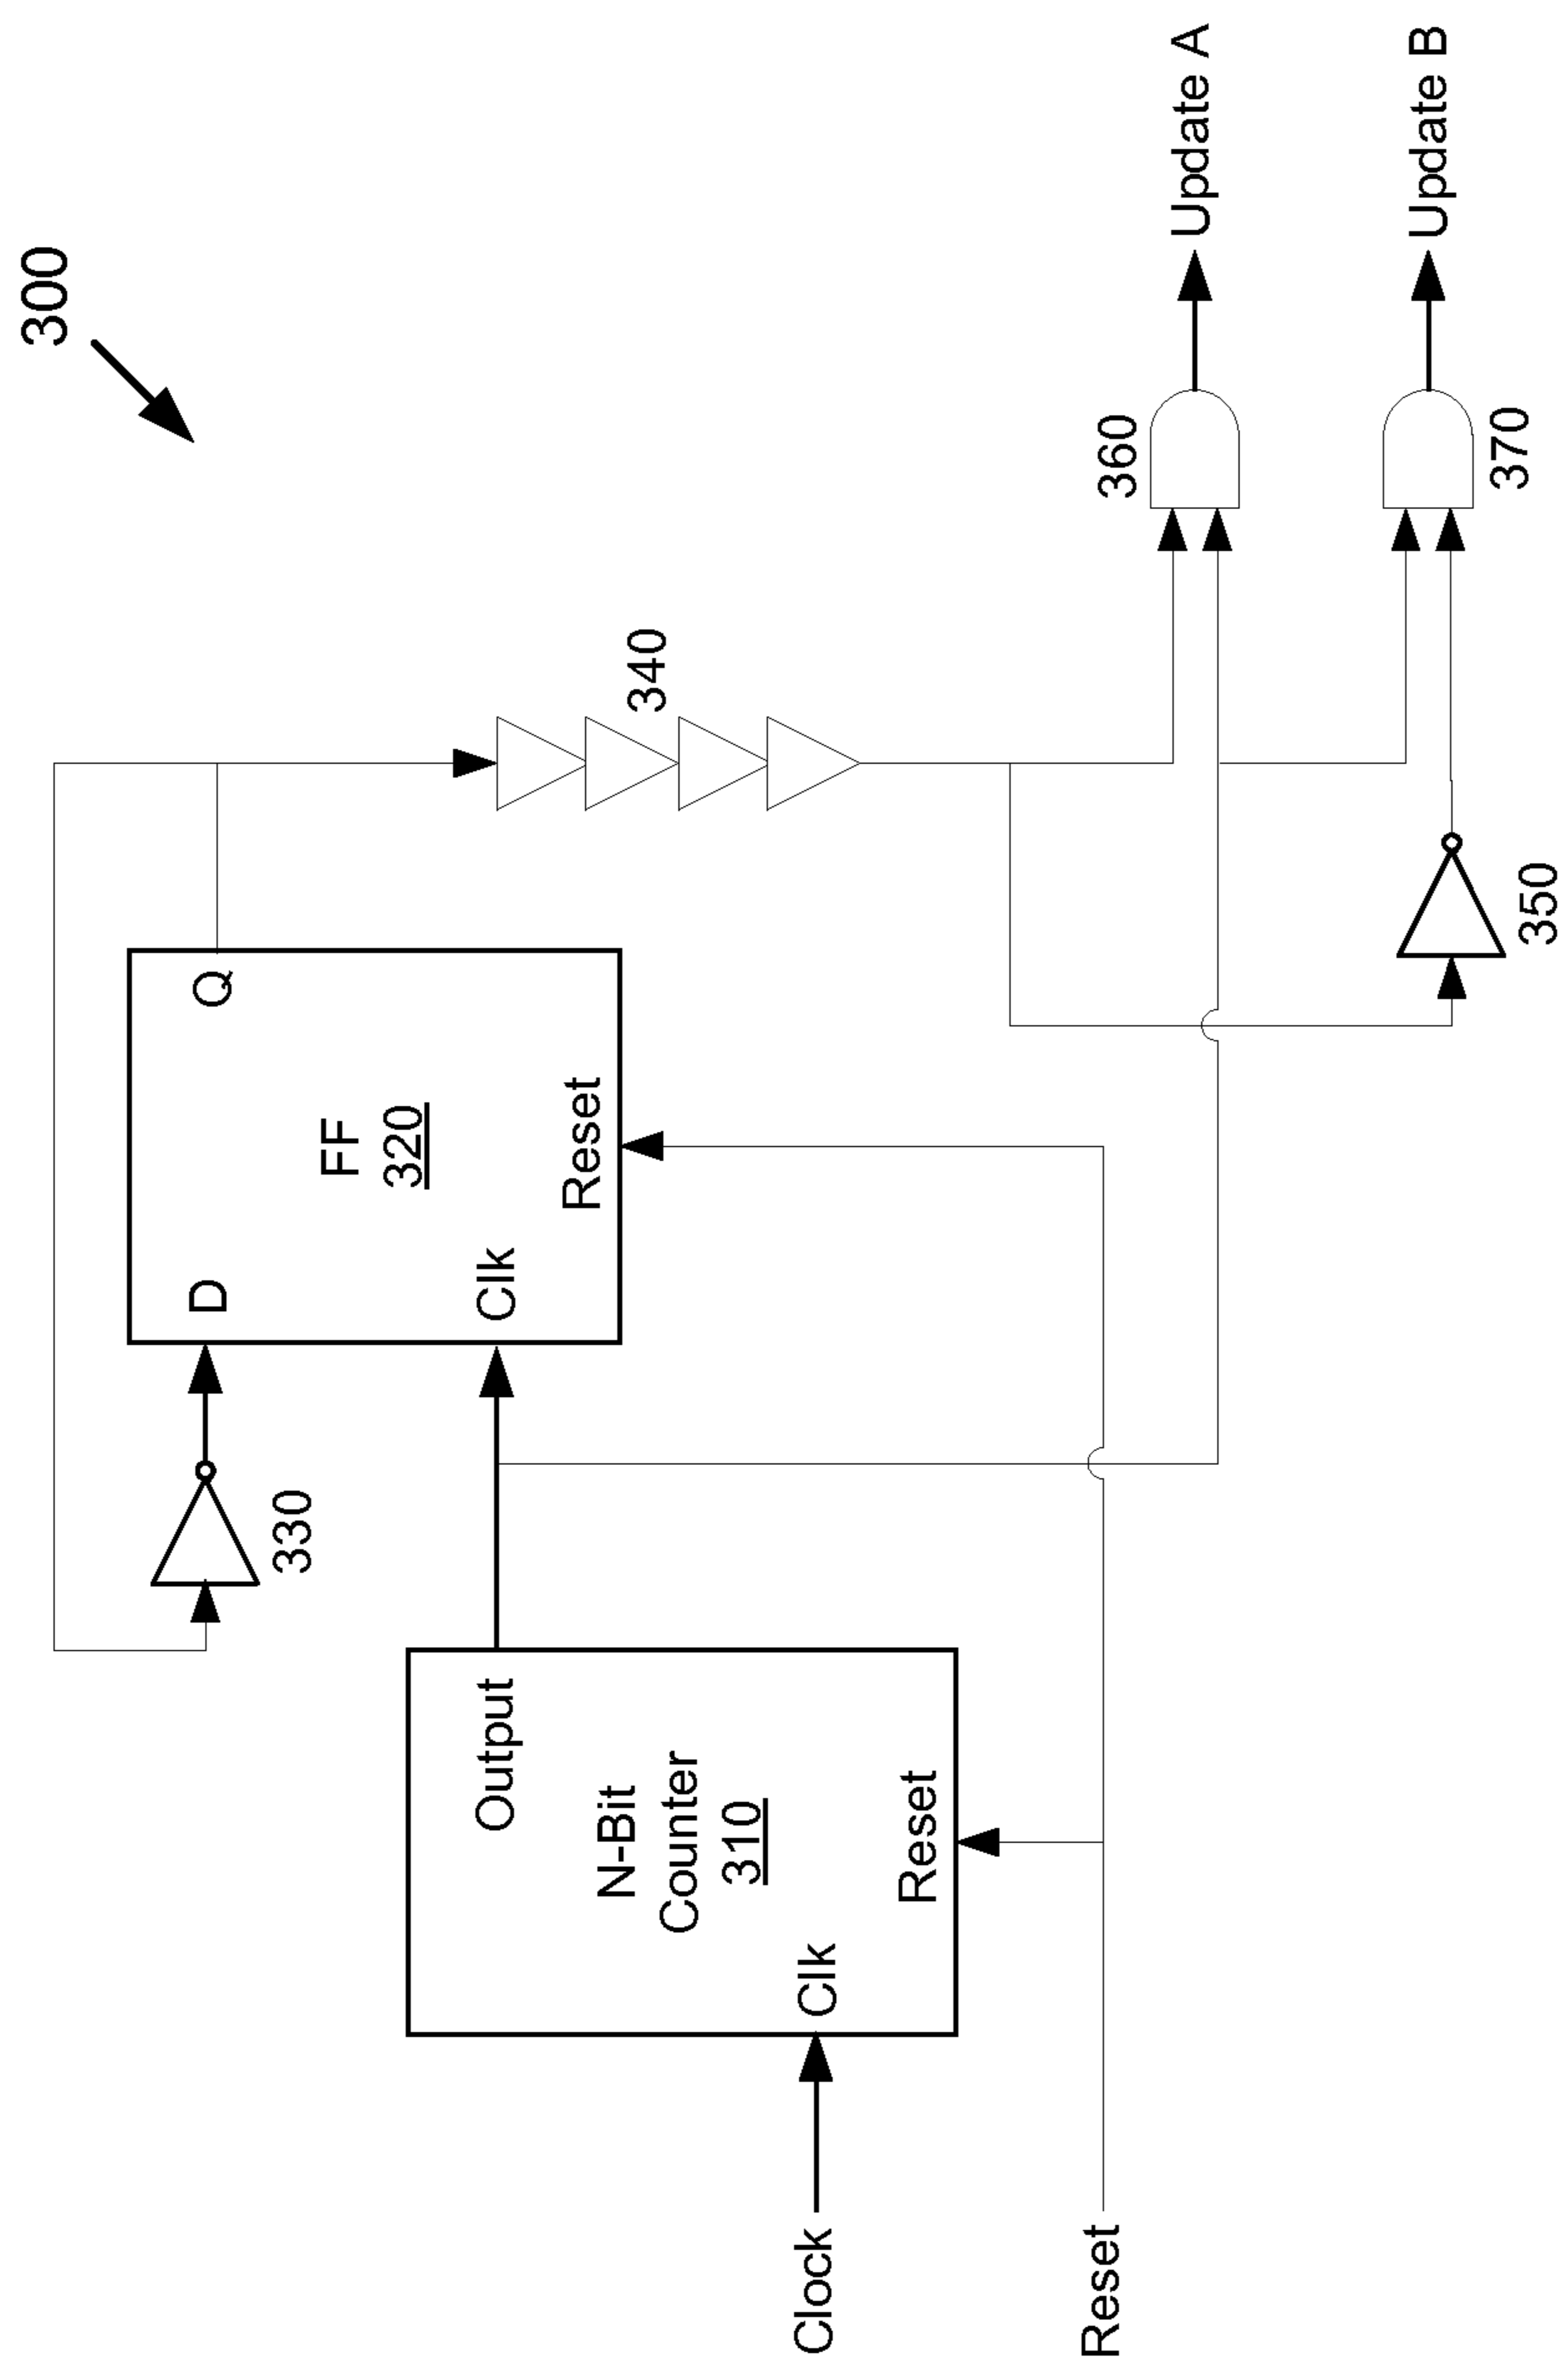 300
330
D
Q
FF
320
Clk
Reset
340
Output
N-Bit
Counter
310
Clk
Reset
Clock
Reset
360
Update A
350
370
Update B